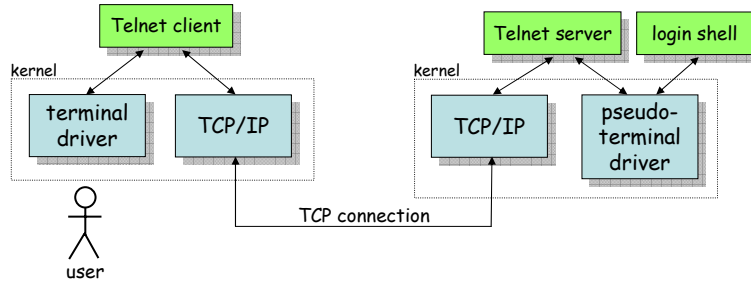 Telnet client
Telnet server
login shell
kernel
kernel
terminal
driver
TCP/IP
TCP/IP
pseudo-
terminal
driver
TCP connection
user